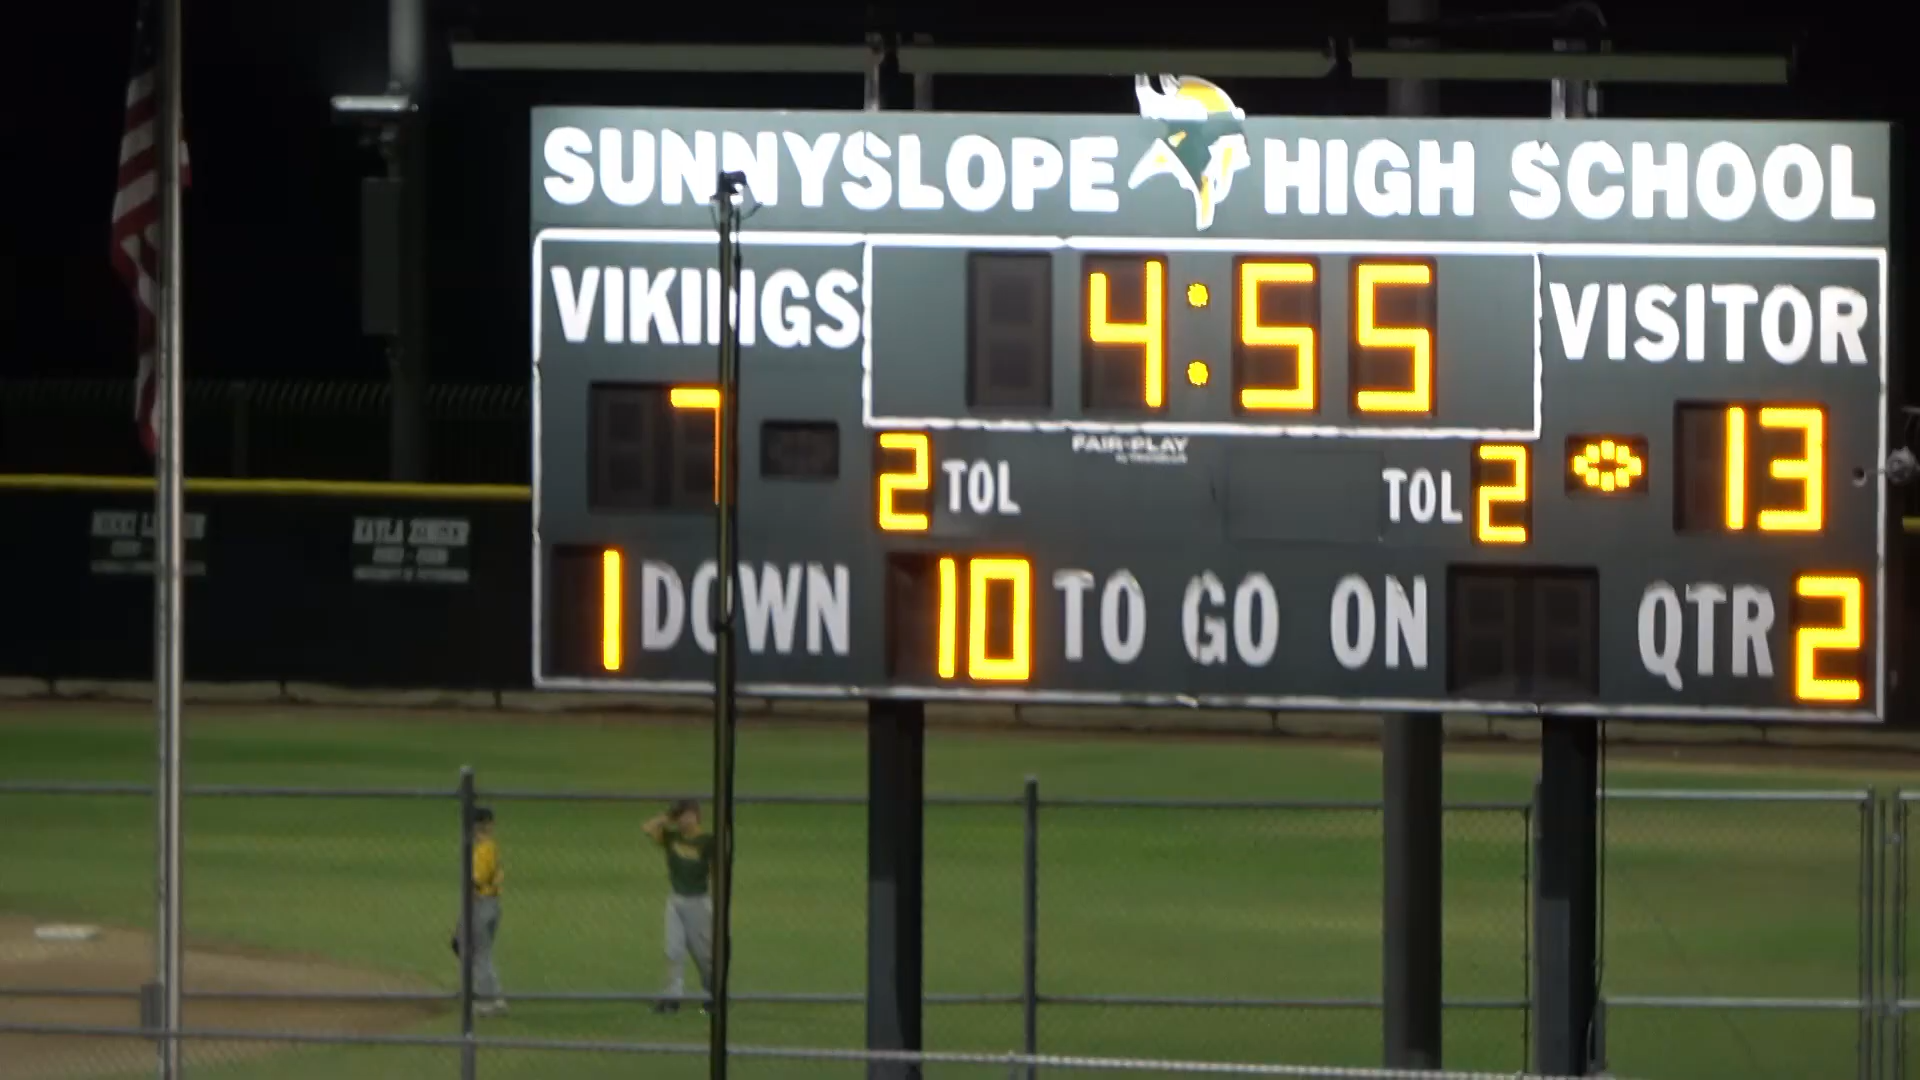 SUNNYSLOPE HIGH SCHOOL
VIKINGS 4:55 VISITOR
7 2 TOL FAIR-PLAY TOL 2 13
1 DOWN 10 TO GO ON QTR 2
KAYLA